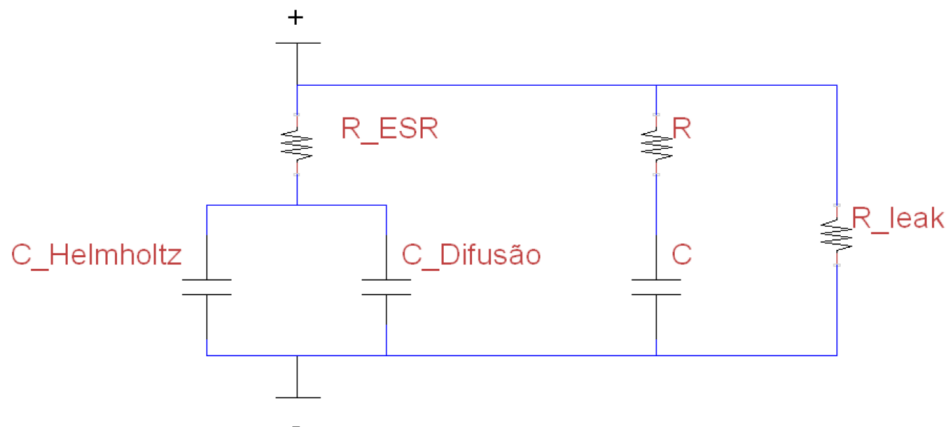 +
R_ESR
R
R_leak
C_Helmholtz
C_Difusão
C
-